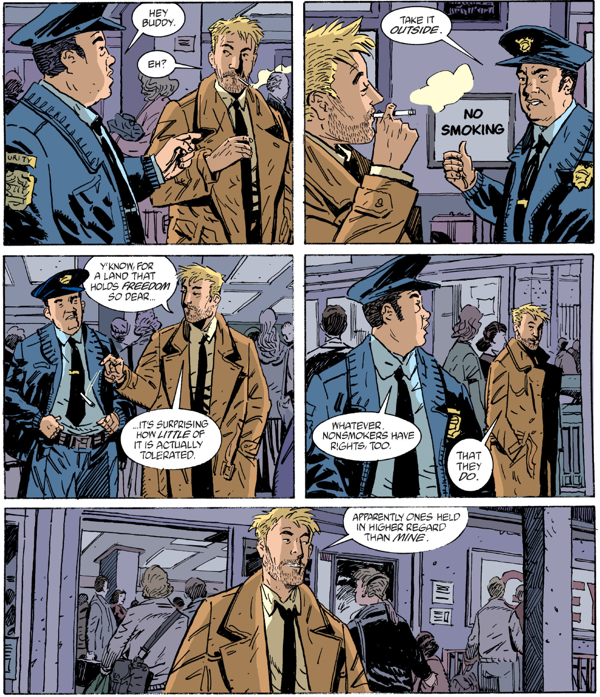 HEY
BUDDY.
EH?
URITY
TAKE IT
OUTSIDE.
NO
SMOKING
Y'KNOW, FOR
A LAND THAT
HOLDS FREEDOM
SO DEAR...
...IT'S SURPRISING
HOW LITTLE OF
IT IS ACTUALLY
TOLERATED.
WHATEVER.
NONSMOKERS HAVE
RIGHTS, TOO.
THAT
THEY
DO.
APPARENTLY ONES HELD
IN HIGHER REGARD
THAN MINE.